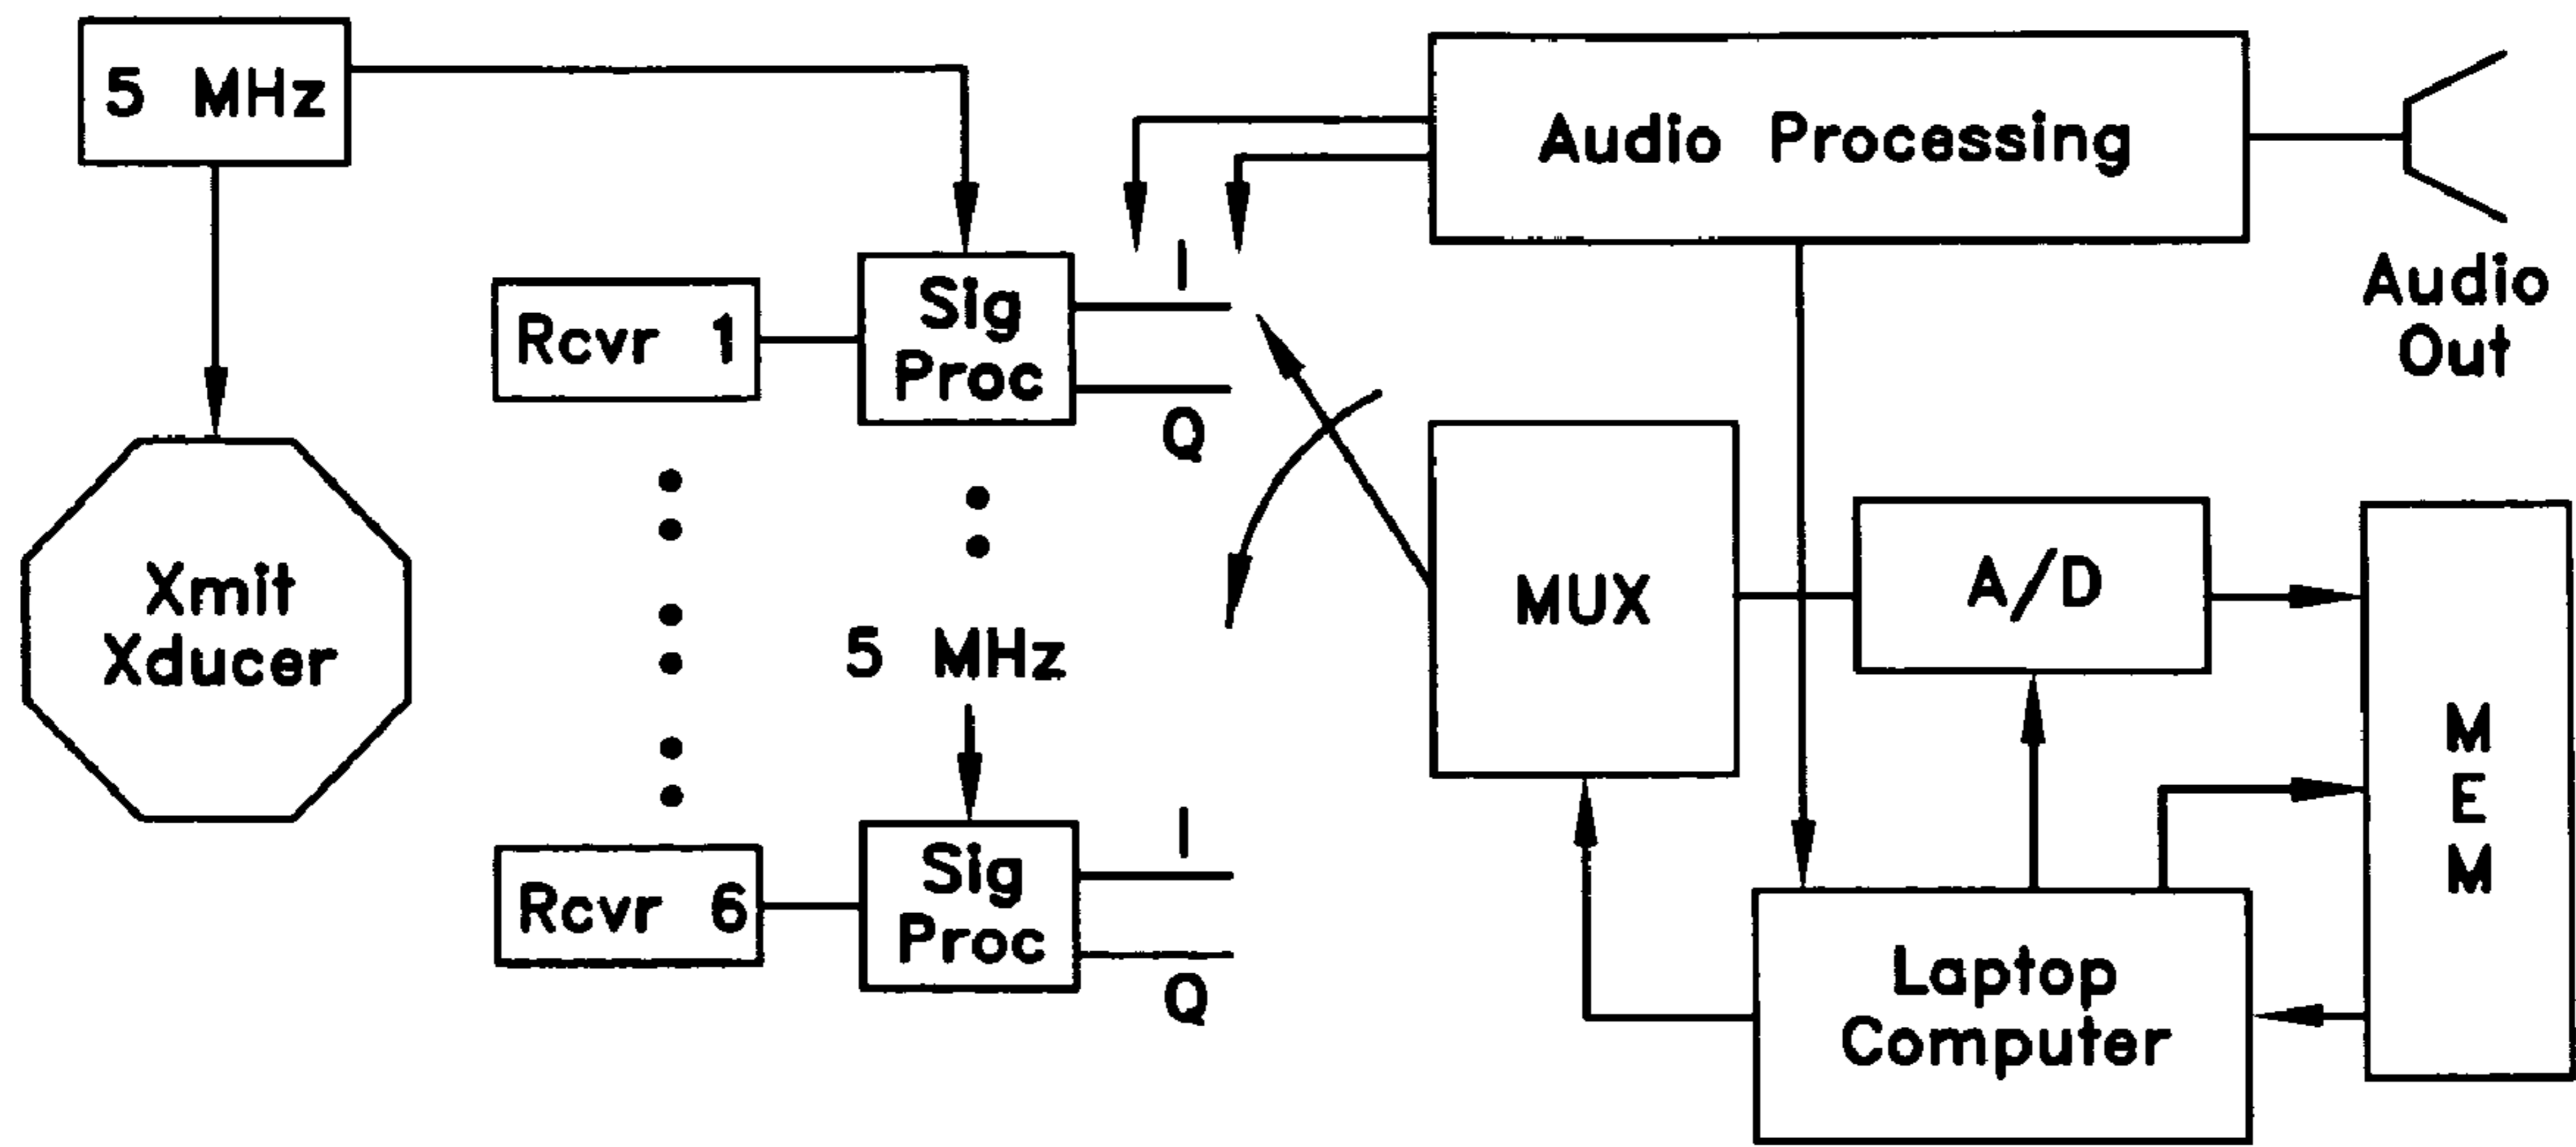 5 MHz
Audio Processing
Audio
Out
I
Sig
Proc
Rcvr 1
Q
Xmit
Xducer
5 MHz
MUX
A/D
MEM
I
Sig
Proc
Rcvr 6
Q
Laptop
Computer